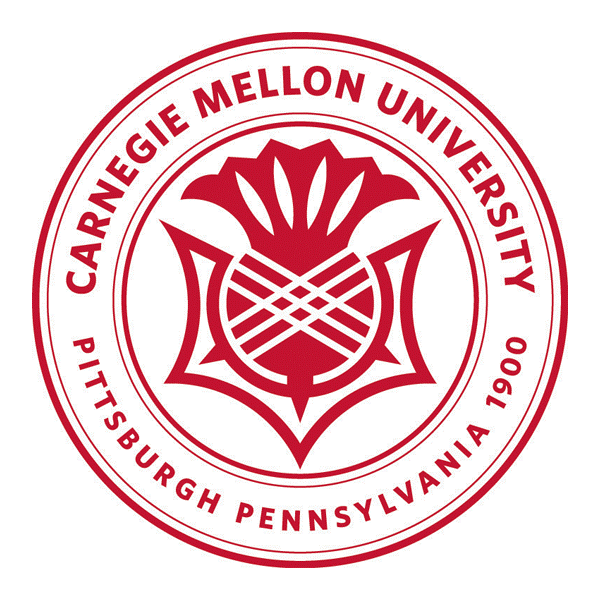 CARNEGIE MELLON UNIVERSITY
PITTSBURGH PENNSYLVANIA 1900